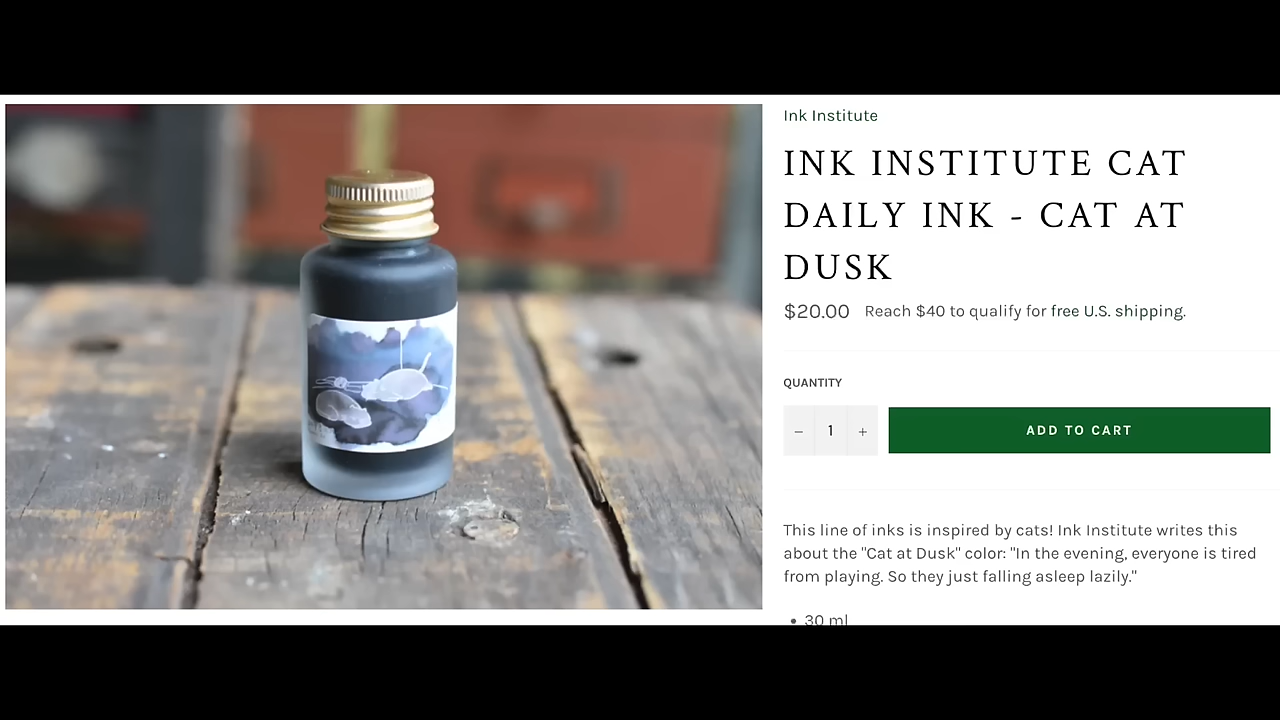 Ink Institute
INK INSTITUTE CAT
DAILY INK - CAT AT
DUSK
$20.00 Reach $40 to qualify for free U.S. shipping.
QUANTITY
− 1 + ADD TO CART
This line of inks is inspired by cats! Ink Institute writes this
about the "Cat at Dusk" color: "In the evening, everyone is tired
from playing. So they just falling asleep lazily."
• 30 ml